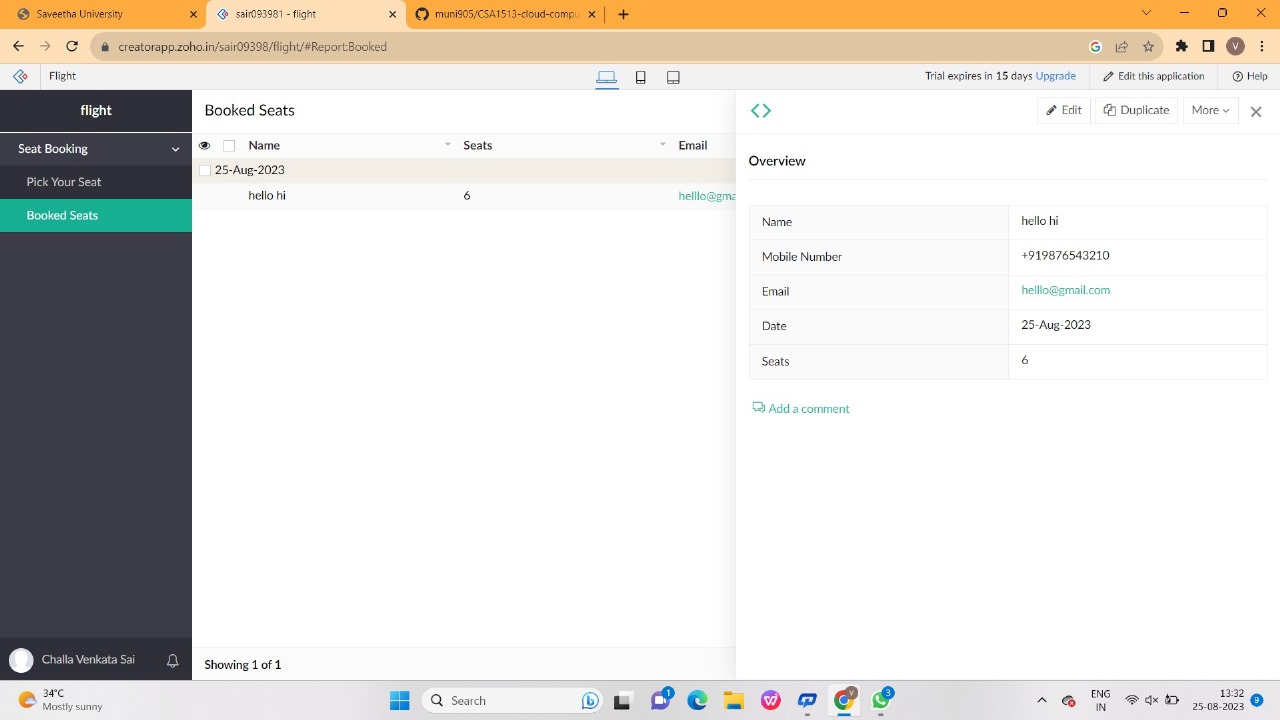 Saveetha University
sair093981 - flight
muni905/CSA1513-cloud-compu
creatorapp.zoho.in/sair09398/flight/#Report:Booked
V
Flight
Trial expires in 15 days Upgrade
Edit this application
Help
flight
Seat Booking
Pick Your Seat
Booked Seats
Challa Venkata Sai
Booked Seats
Name Seats Email
25-Aug-2023
hello hi 6 helllo@gma
Showing 1 of 1
Edit Duplicate More
Overview
Name hello hi
Mobile Number +919876543210
Email helllo@gmail.com
Date 25-Aug-2023
Seats 6
Add a comment
34°C
Mostly sunny
Search
1
V
3
ENG
IN
13:32
25-08-2023
9